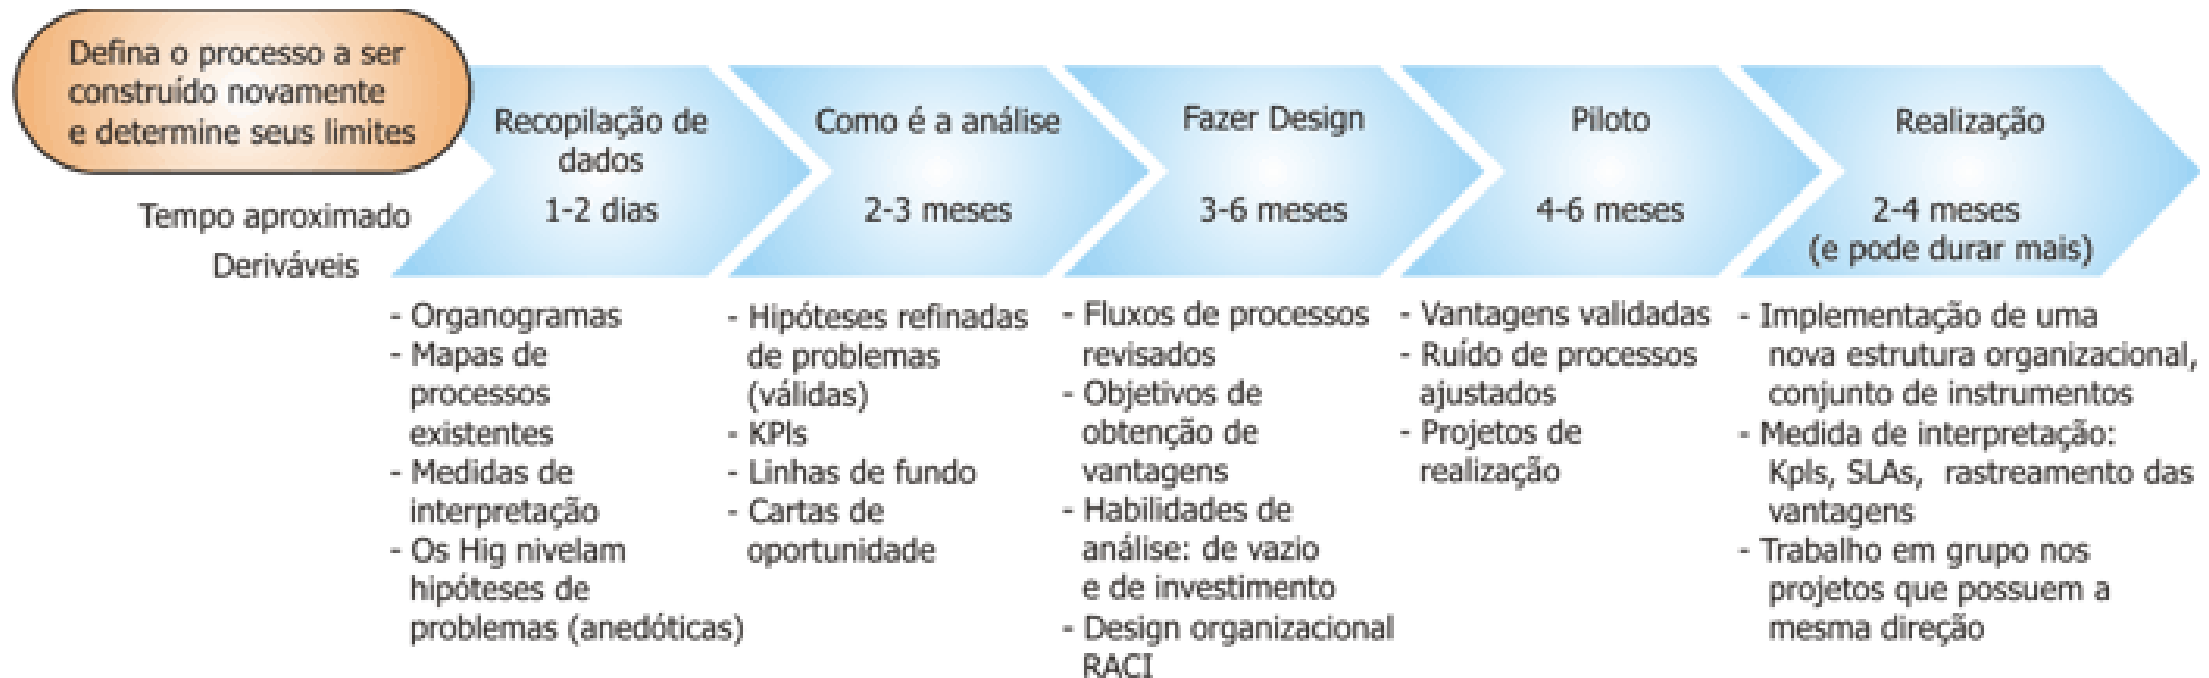 Defina o processo a ser
construído novamente
e determine seus limites
Tempo aproximado
Deriváveis
Recopilação de
dados
1-2 dias
- Organogramas
- Mapas de
processos
existentes
- Medidas de
interpretação
- Os Hig nivelam
hipóteses de
problemas (anedóticas)
Como é a análise
2-3 meses
- Hipóteses refinadas
de problemas
(válidas)
- KPIs
- Linhas de fundo
- Cartas de
oportunidade
Fazer Design
3-6 meses
- Fluxos de processos
revisados
- Objetivos de
obtenção de
vantagens
- Habilidades de
análise: de vazio
e de investimento
- Design organizacional
RACI
Piloto
4-6 meses
- Vantagens validadas
- Ruído de processos
ajustados
- Projetos de
realização
Realização
2-4 meses
(e pode durar mais)
- Implementação de uma
nova estrutura organizacional,
conjunto de instrumentos
- Medida de interpretação:
Kpls, SLAs, rastreamento das
vantagens
- Trabalho em grupo nos
projetos que possuem a
mesma direção